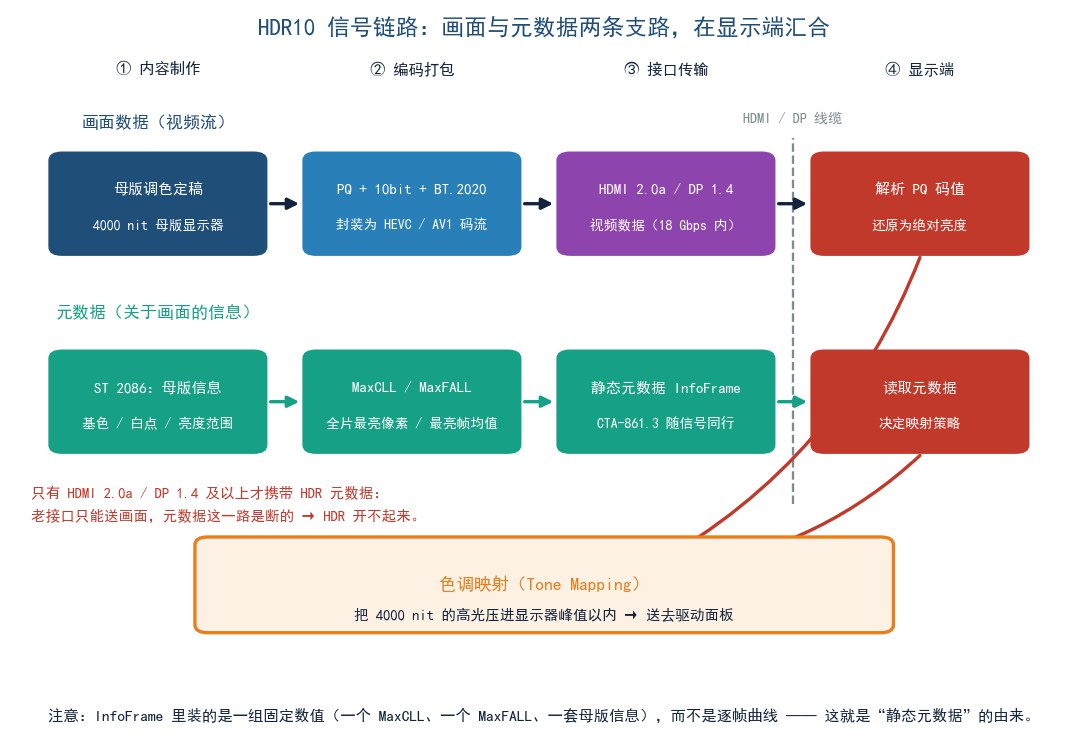 HDR10 信号链路：画面与元数据两条支路，在显示端汇合
① 内容制作
② 编码打包
③ 接口传输
④ 显示端
画面数据（视频流）
HDMI / DP 线缆
母版调色定稿
4000 nit 母版显示器
PQ + 10bit + BT.2020
封装为 HEVC / AV1 码流
HDMI 2.0a / DP 1.4
视频数据（18 Gbps 内）
解析 PQ 码值
还原为绝对亮度
元数据（关于画面的信息）
ST 2086：母版信息
基色 / 白点 / 亮度范围
MaxCLL / MaxFALL
全片最亮像素 / 最亮帧均值
静态元数据 InfoFrame
CTA-861.3 随信号同行
读取元数据
决定映射策略
只有 HDMI 2.0a / DP 1.4 及以上才携带 HDR 元数据：
老接口只能送画面，元数据这一路是断的 → HDR 开不起来。
色调映射（Tone Mapping）
把 4000 nit 的高光压进显示器峰值以内 → 送去驱动面板
注意：InfoFrame 里装的是一组固定数值（一个 MaxCLL、一个 MaxFALL、一套母版信息），而不是逐帧曲线 —— 这就是“静态元数据”的由来。